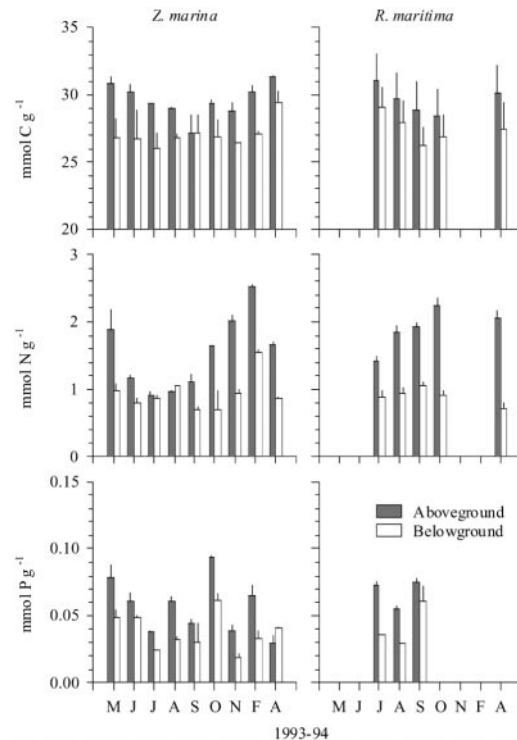 Z. marina R. maritima
mmol C g⁻¹
35
30
25
20
mmol N g⁻¹
3
2
1
0
mmol P g⁻¹
0.15
0.10
0.05
0.00
Aboveground
Belowground
M J J A S O N F A M J J A S O N F A
1993-94